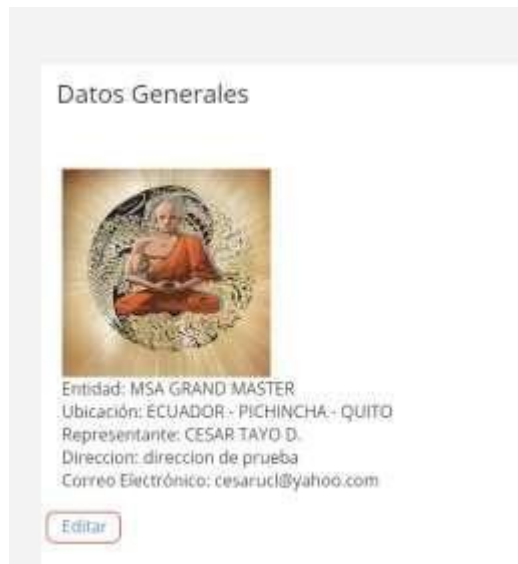 Datos Generales
Entidad: MSA GRAND MASTER
Ubicación: ECUADOR - PICHINCHA - QUITO
Representante: CESAR TAYO D.
Direccion: direccion de prueba
Correo Electrónico: cesarucl@yahoo.com
Editar